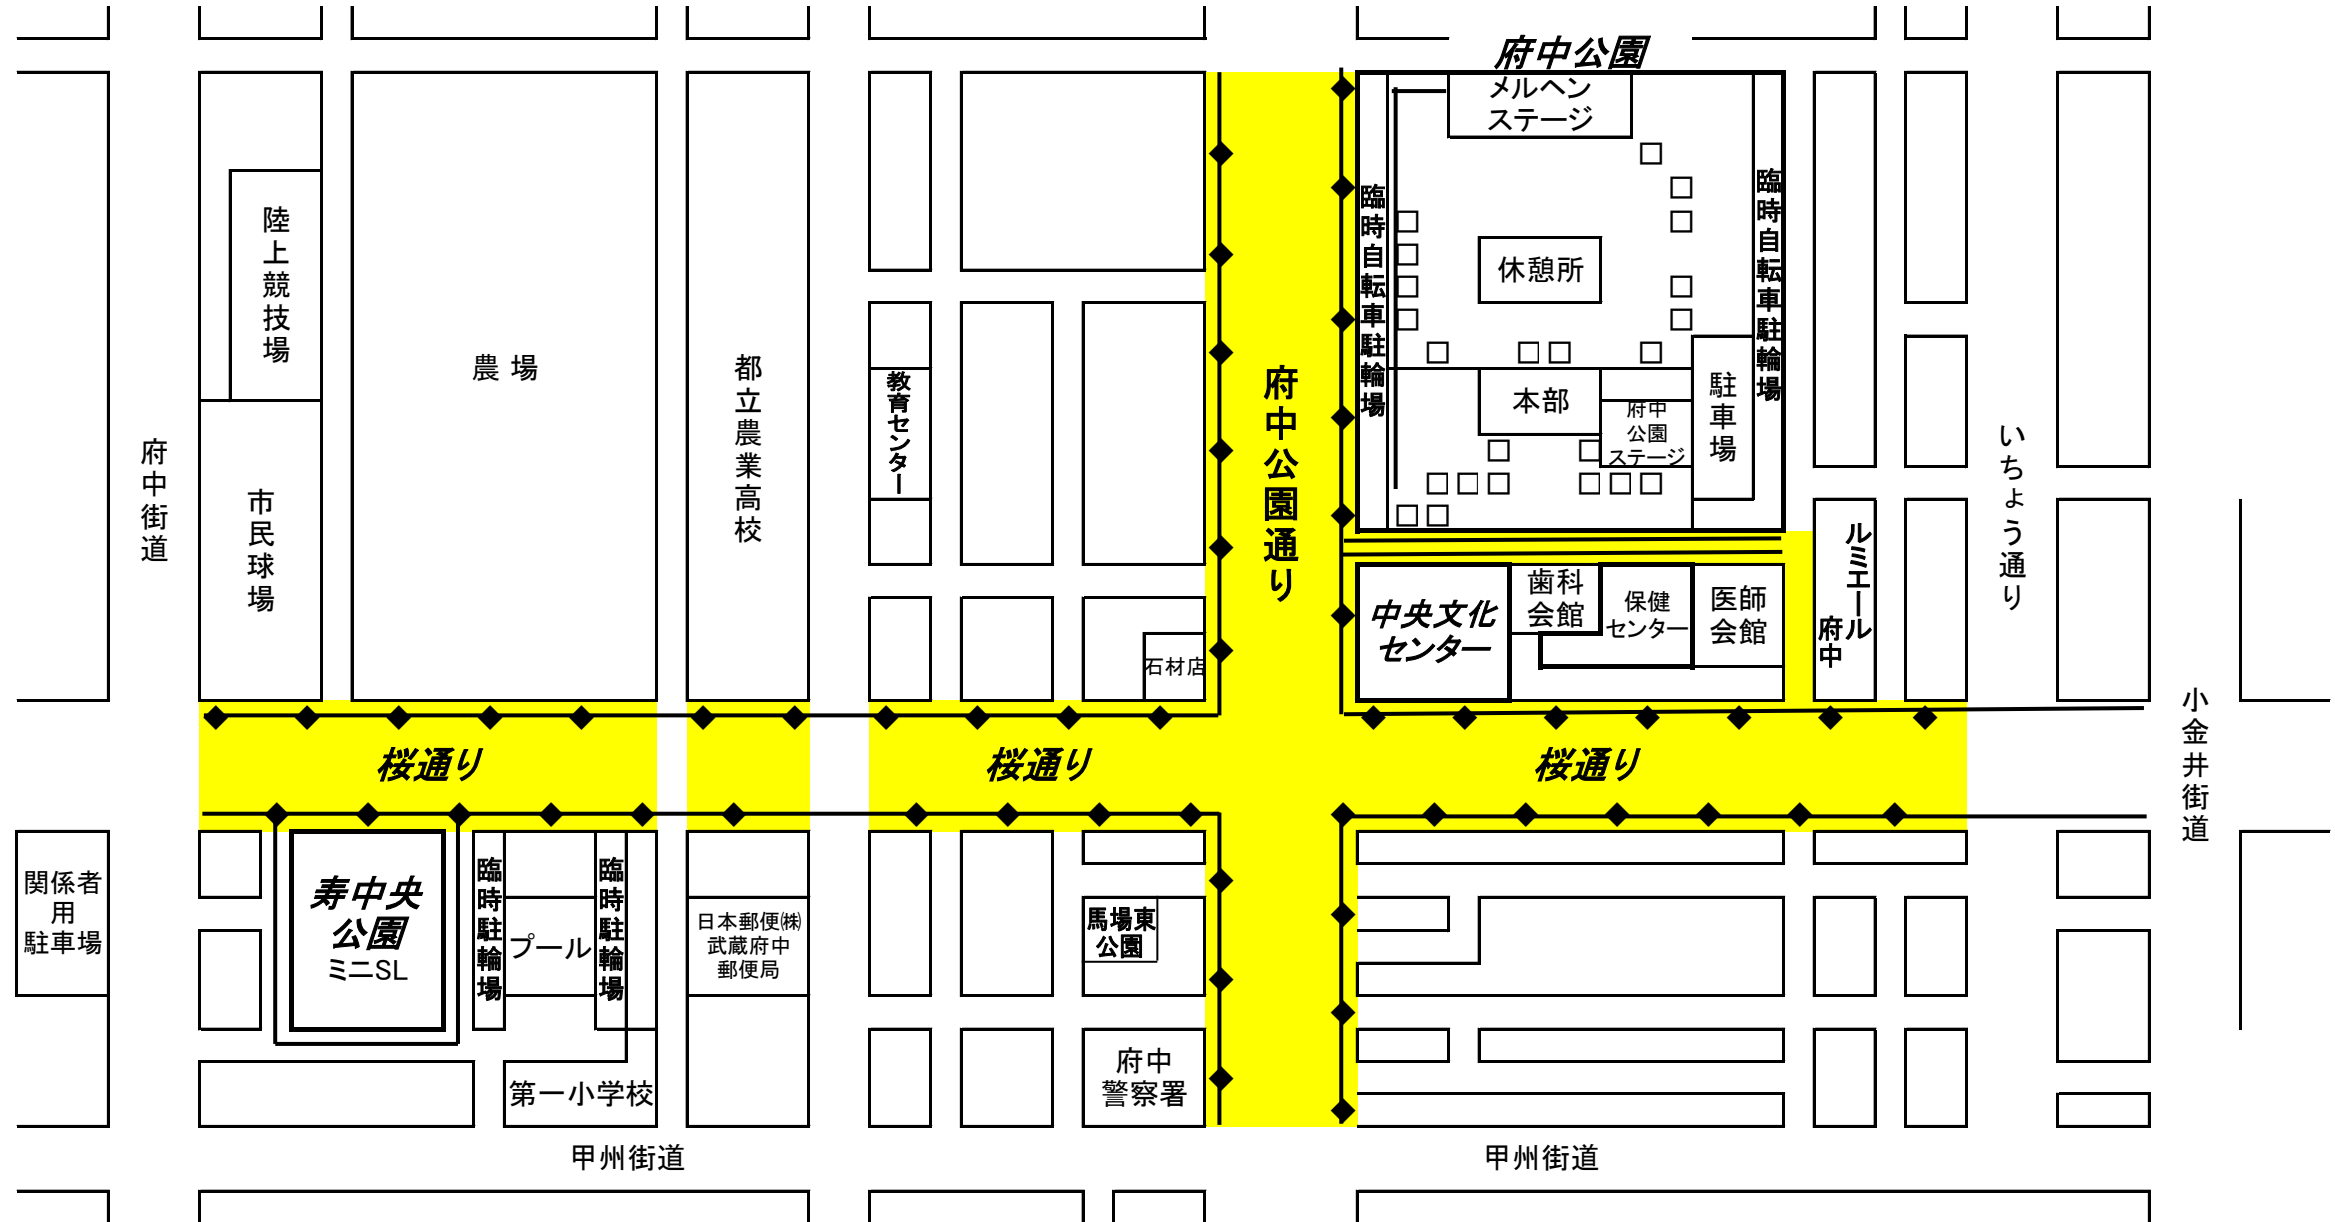 府中公園
メルヘン
ステージ
臨時自転車駐輪場
臨時自転車駐輪場
陸上競技場
休憩所
農場
都立農業高校
教育センター
府中公園通り
本部
府中
公園
ステージ
駐車場
府中街道
市民球場
いちょう通り
ルミエール
府中
歯科
会館
保健
センター
医師
会館
中央文化
センター
石材店
小金井街道
桜通り
桜通り
桜通り
関係者
用
駐車場
寿中央
公園
ミニSL
臨時駐輪場
プール
臨時駐輪場
日本郵便㈱
武蔵府中
郵便局
馬場東
公園
第一小学校
府中
警察署
甲州街道
甲州街道